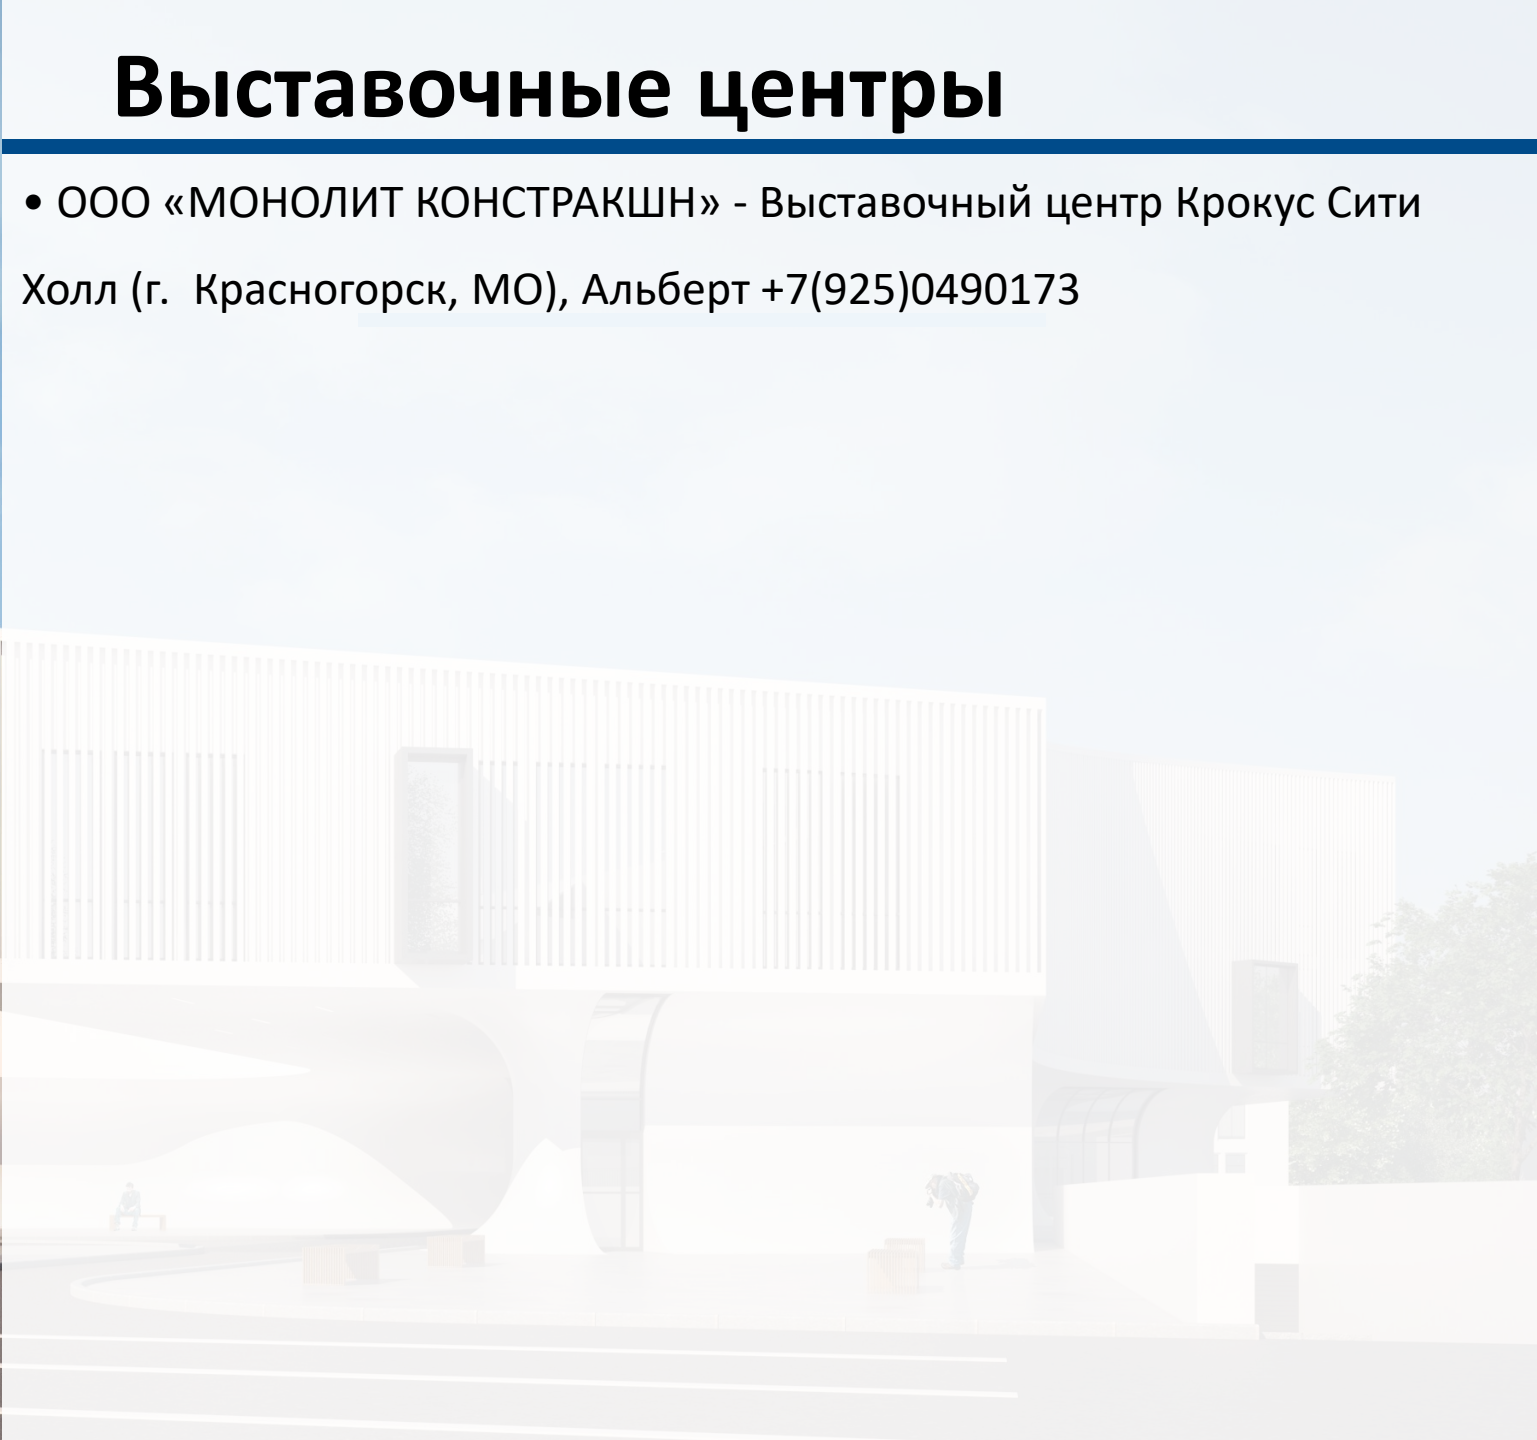 Выставочные центры
• ООО «МОНОЛИТ КОНСТРАКШН» - Выставочный центр Крокус Сити
Холл (г.  Красногорск, МО), Альберт +7(925)0490173